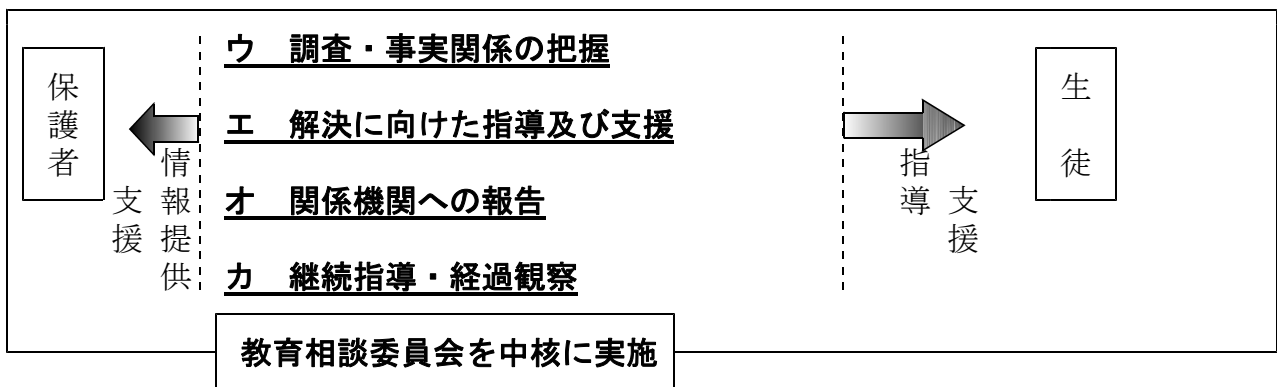 保護者
情報提供
支援
ウ 調査・事実関係の把握
エ 解決に向けた指導及び支援
オ 関係機関への報告
カ 継続指導・経過観察
支援
指導
生徒
教育相談委員会を中核に実施